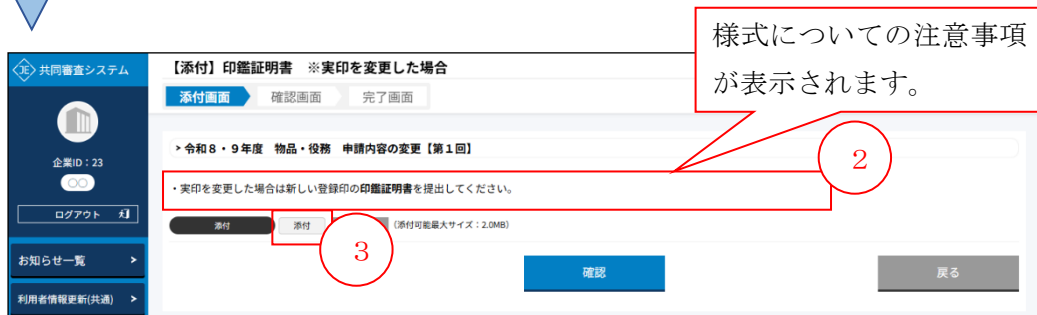 様式についての注意事項
が表示されます。
JE 共同審査システム
【添付】印鑑証明書 ※実印を変更した場合
添付画面 確認画面 完了画面
企業ID：23
〇〇
ログアウト
お知らせ一覧 >
利用者情報更新(共通) >
> 令和８・９年度 物品・役務 申請内容の変更【第１回】
2
・実印を変更した場合は新しい登録印の印鑑証明書を提出してください。
添付 添付 (添付可能最大サイズ：2.0MB)
3
確認 戻る